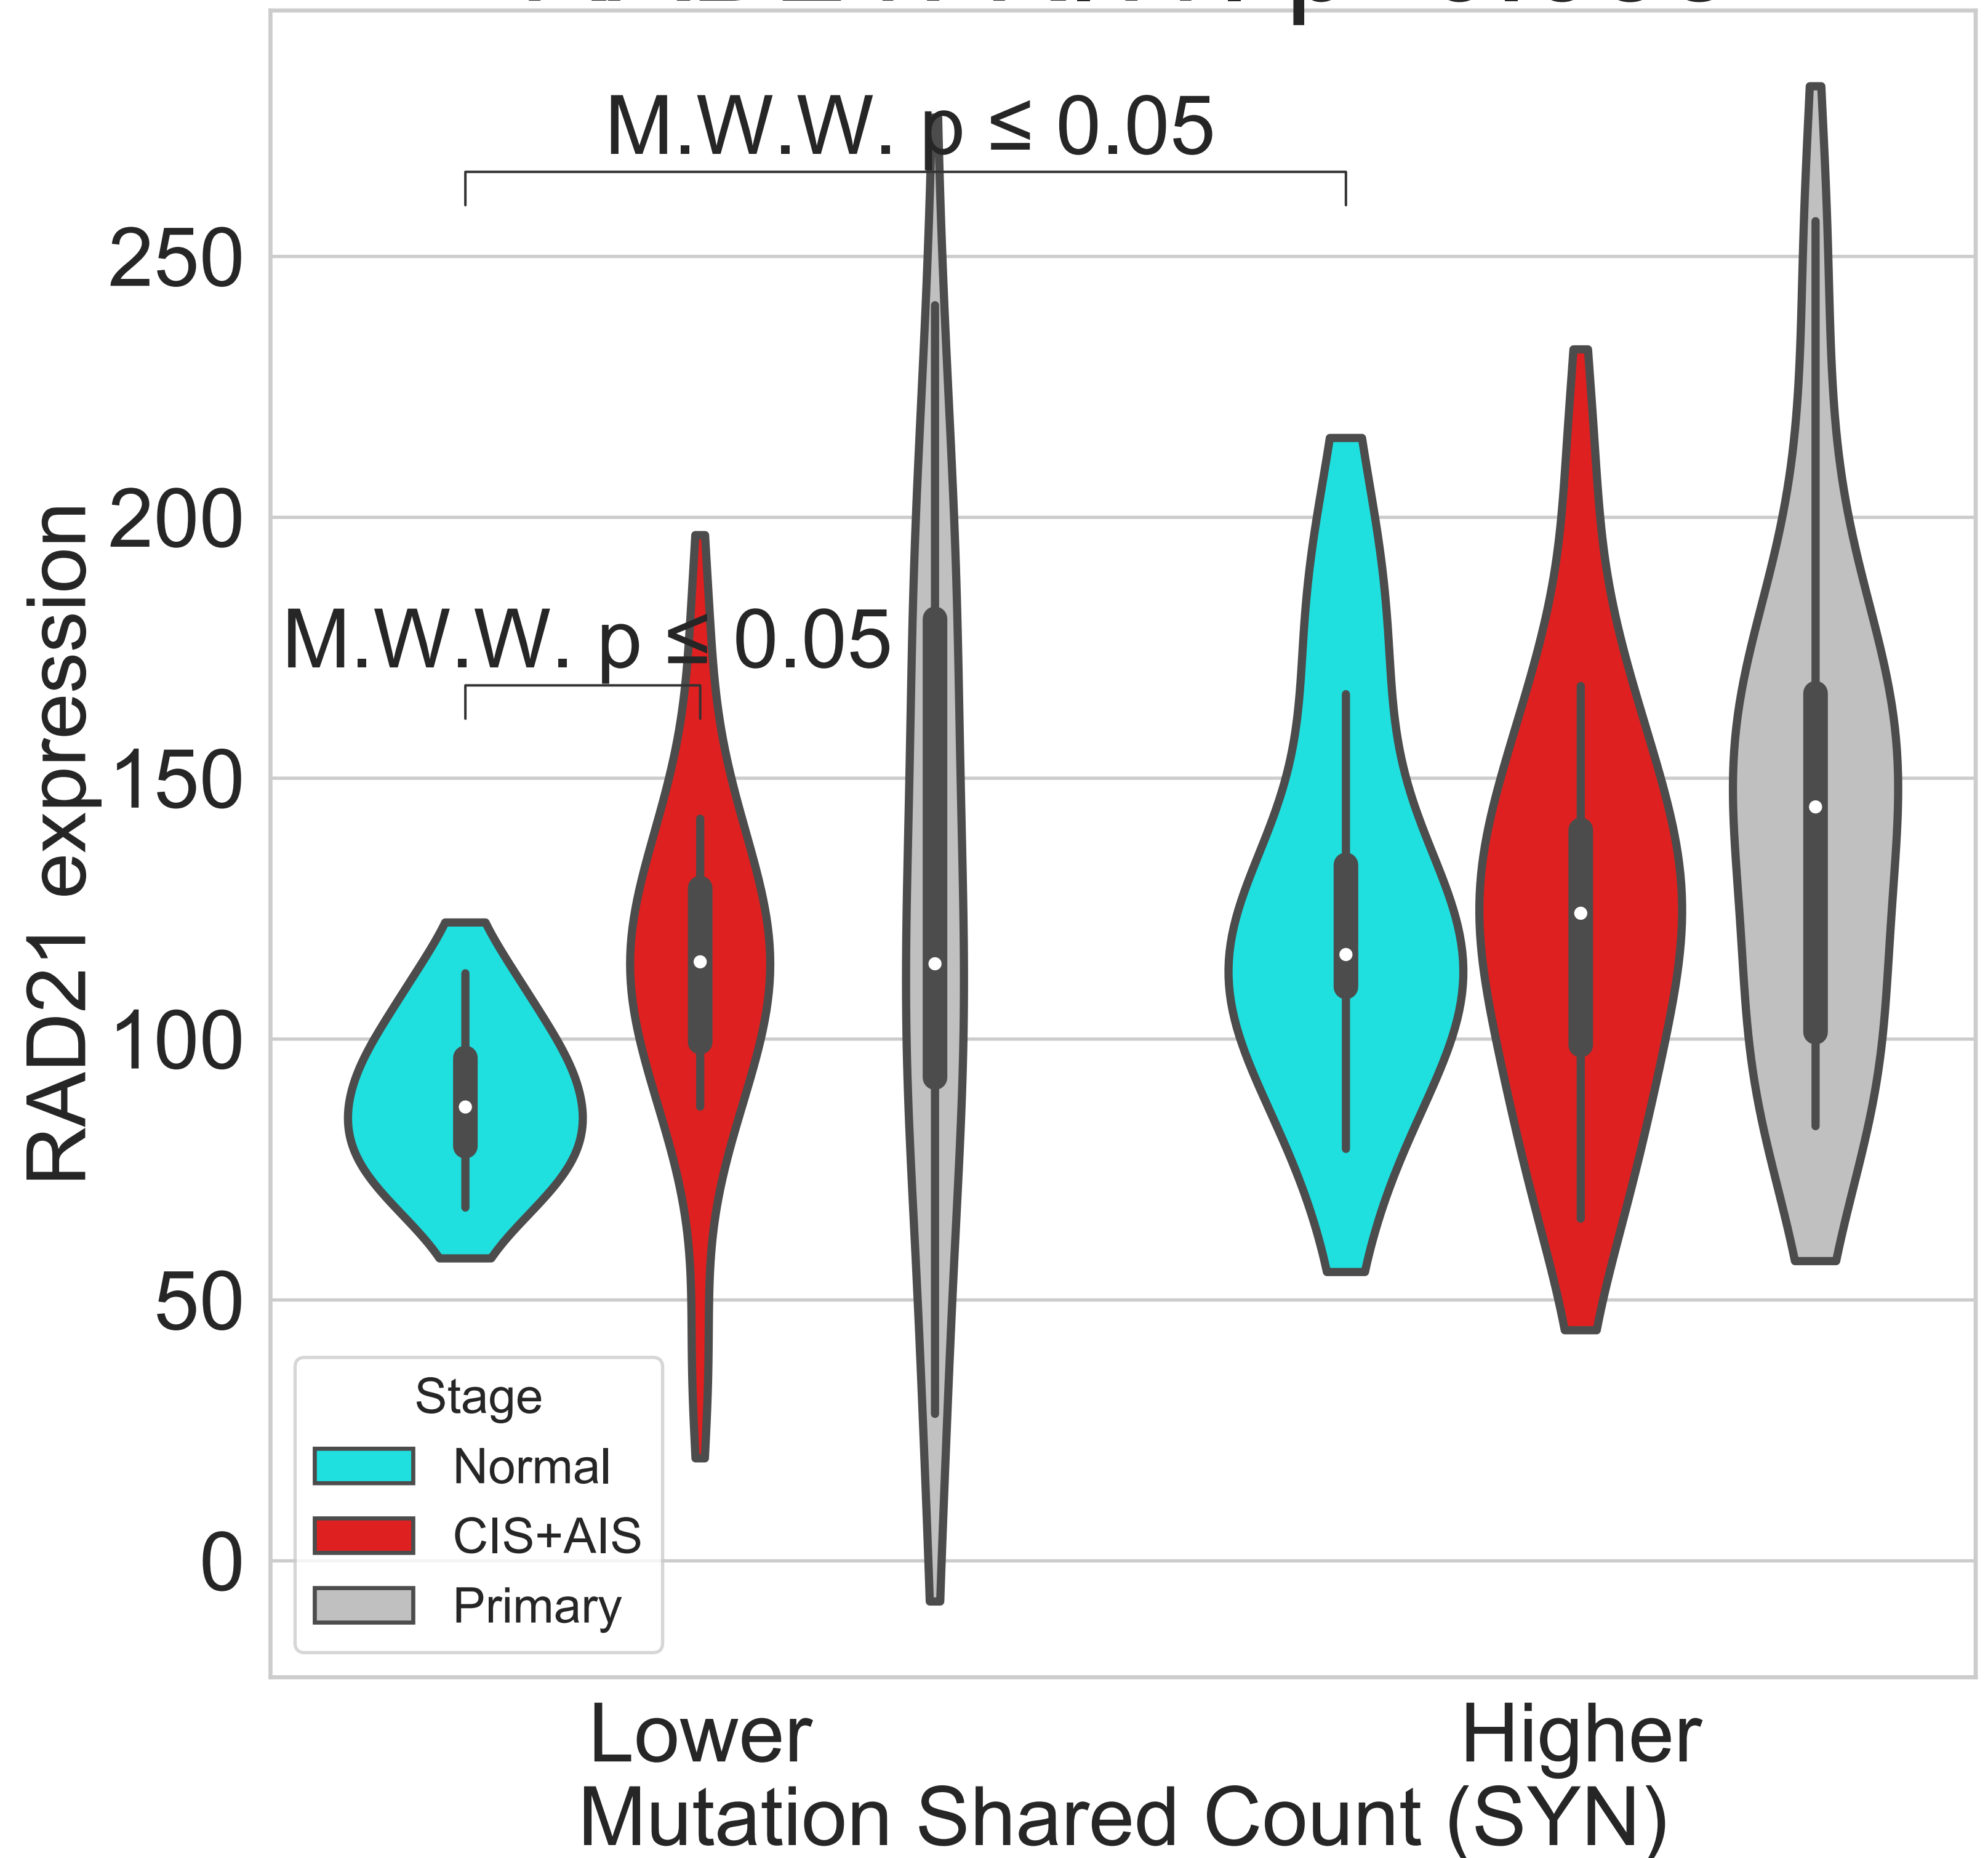 M.W.W. p ≤ 0.05
250
200
M.W.W. p ≤ 0.05
150
100
50
0
RAD21 expression
Stage
Normal
CIS+AIS
Primary
Lower
Higher
Mutation Shared Count (SYN)